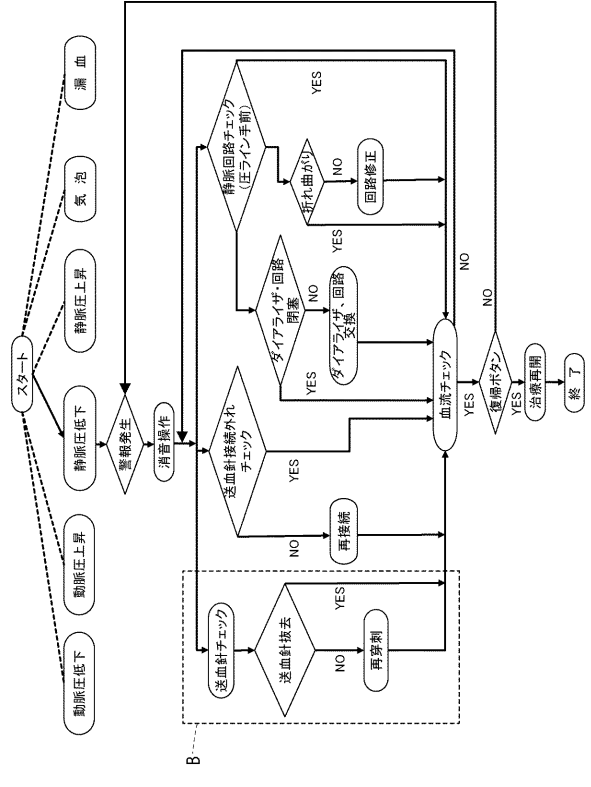 スタート
動脈圧低下
動脈圧上昇
静脈圧低下
静脈圧上昇
気 泡
漏 血
警報発生
消音操作
送血針チェック
送血針抜去
YES
NO
再穿刺
B
送血針接続外れ
チェック
YES
NO
再接続
静脈回路チェック
(圧ライン手前)
YES
ダイアライザ・回路
閉塞
YES
NO
ダイアライザ、回路
交換
折れ曲がり
YES
NO
回路修正
血流チェック
NO
YES
復帰ボタン
NO
YES
治療再開
終 了